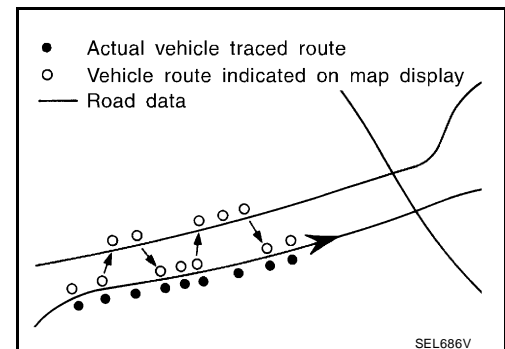 Actual vehicle traced route
Vehicle route indicated on map display
Road data
SEL686V